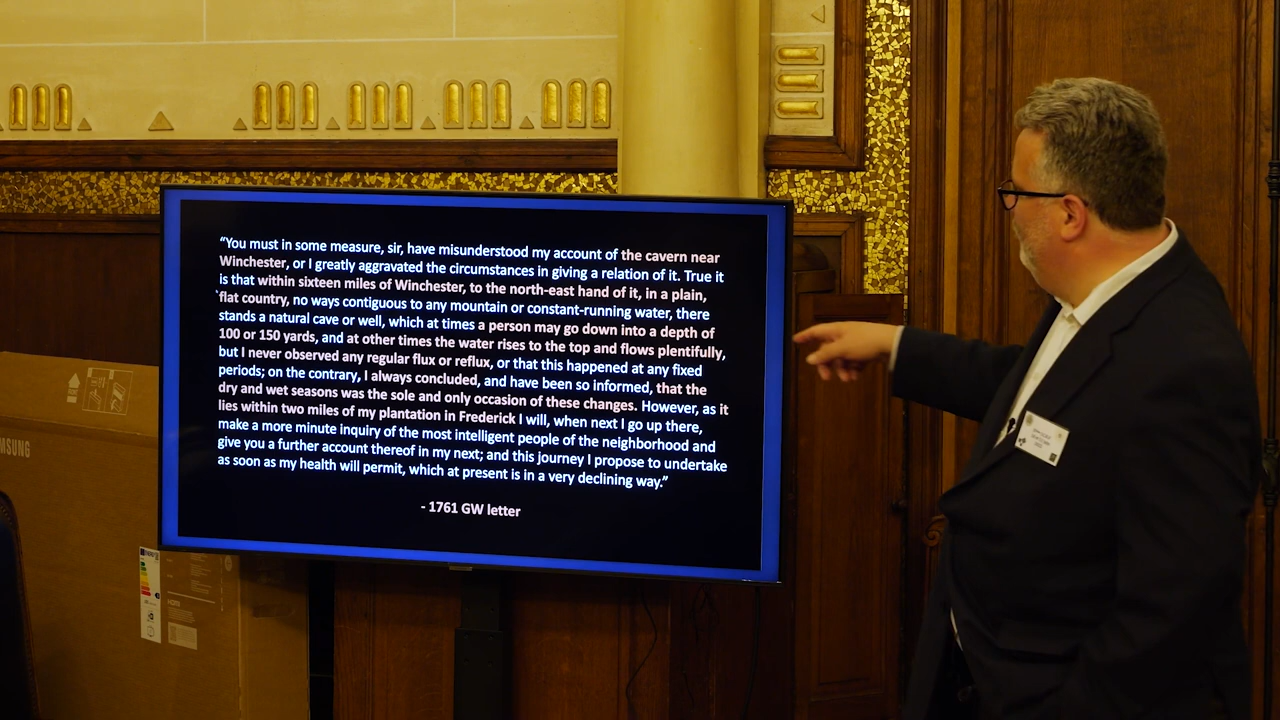 “You must in some measure, sir, have misunderstood my account of the cavern near
Winchester, or I greatly aggravated the circumstances in giving a relation of it. True it
is that within sixteen miles of Winchester, to the north-east hand of it, in a plain,
`flat country, no ways contiguous to any mountain or constant-running water, there
stands a natural cave or well, which at times a person may go down into a depth of
100 or 150 yards, and at other times the water rises to the top and flows plentifully,
but I never observed any regular flux or reflux, or that this happened at any fixed
periods; on the contrary, I always concluded, and have been so informed, that the
dry and wet seasons was the sole and only occasion of these changes. However, as it
lies within two miles of my plantation in Frederick I will, when next I go up there,
make a more minute inquiry of the most intelligent people of the neighborhood and
give you a further account thereof in my next; and this journey I propose to undertake
as soon as my health will permit, which at present is in a very declining way.”
- 1761 GW letter
MSUNG